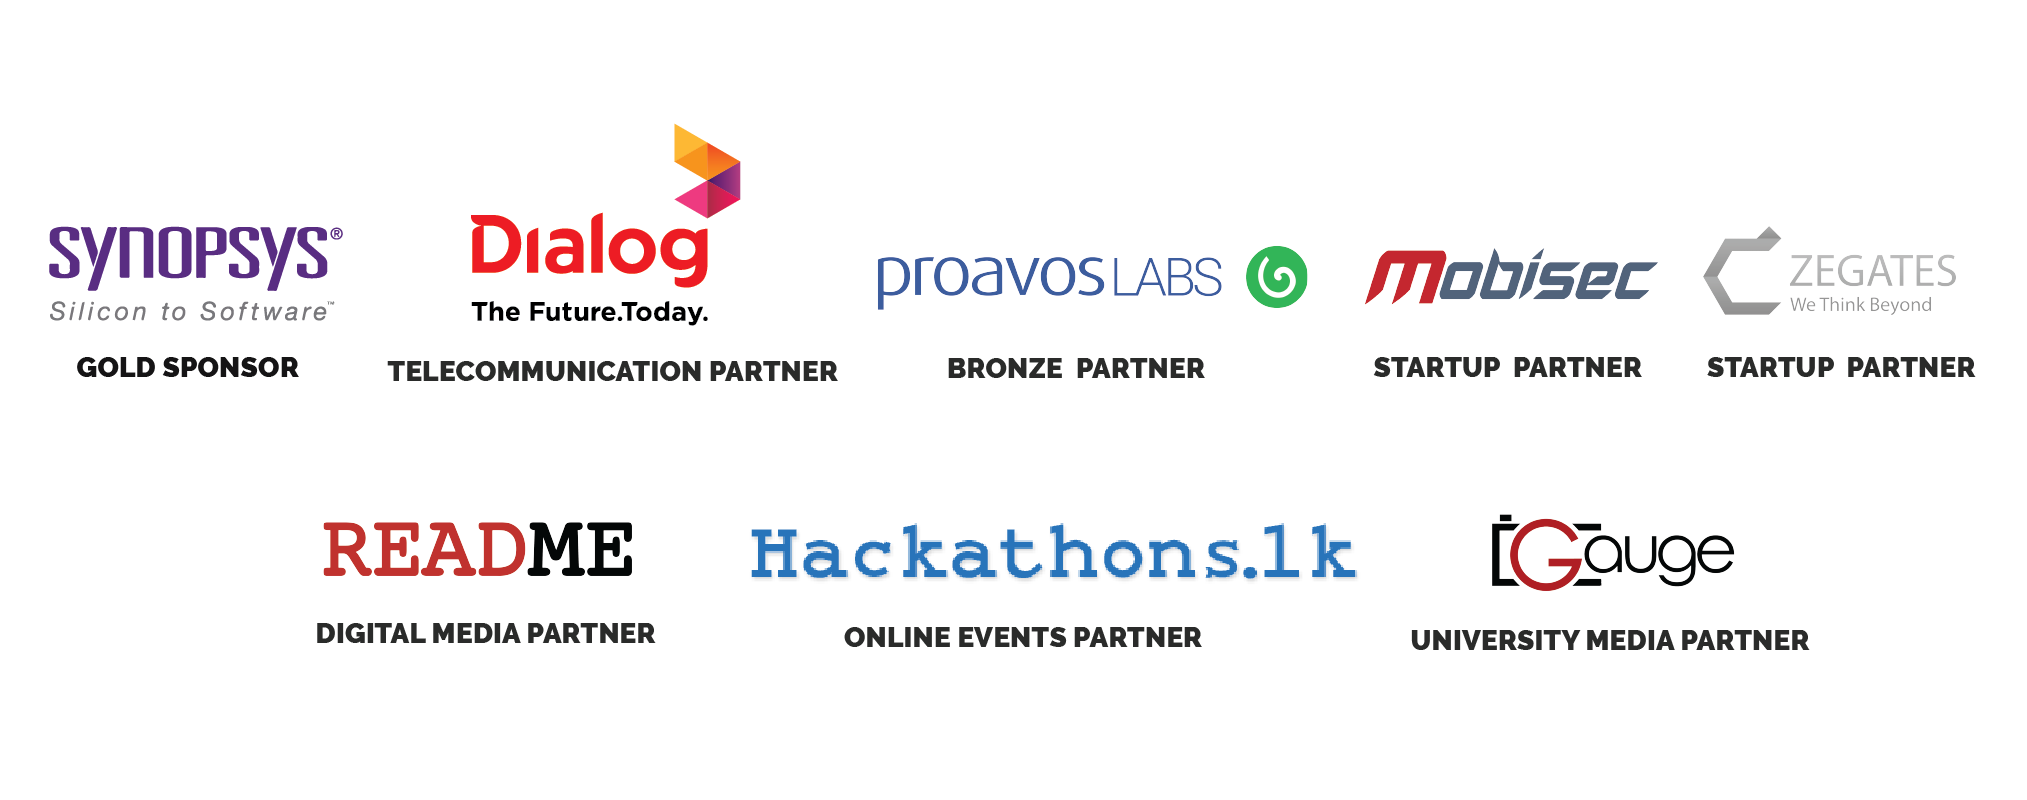 SYNOPSYS®
Silicon to Software™
GOLD SPONSOR
Dialog
The Future.Today.
TELECOMMUNICATION PARTNER
proavos LABS
BRONZE PARTNER
Mobisec
STARTUP PARTNER
ZEGATES
We Think Beyond
STARTUP PARTNER
README
DIGITAL MEDIA PARTNER
Hackathons.lk
ONLINE EVENTS PARTNER
Gauge
UNIVERSITY MEDIA PARTNER